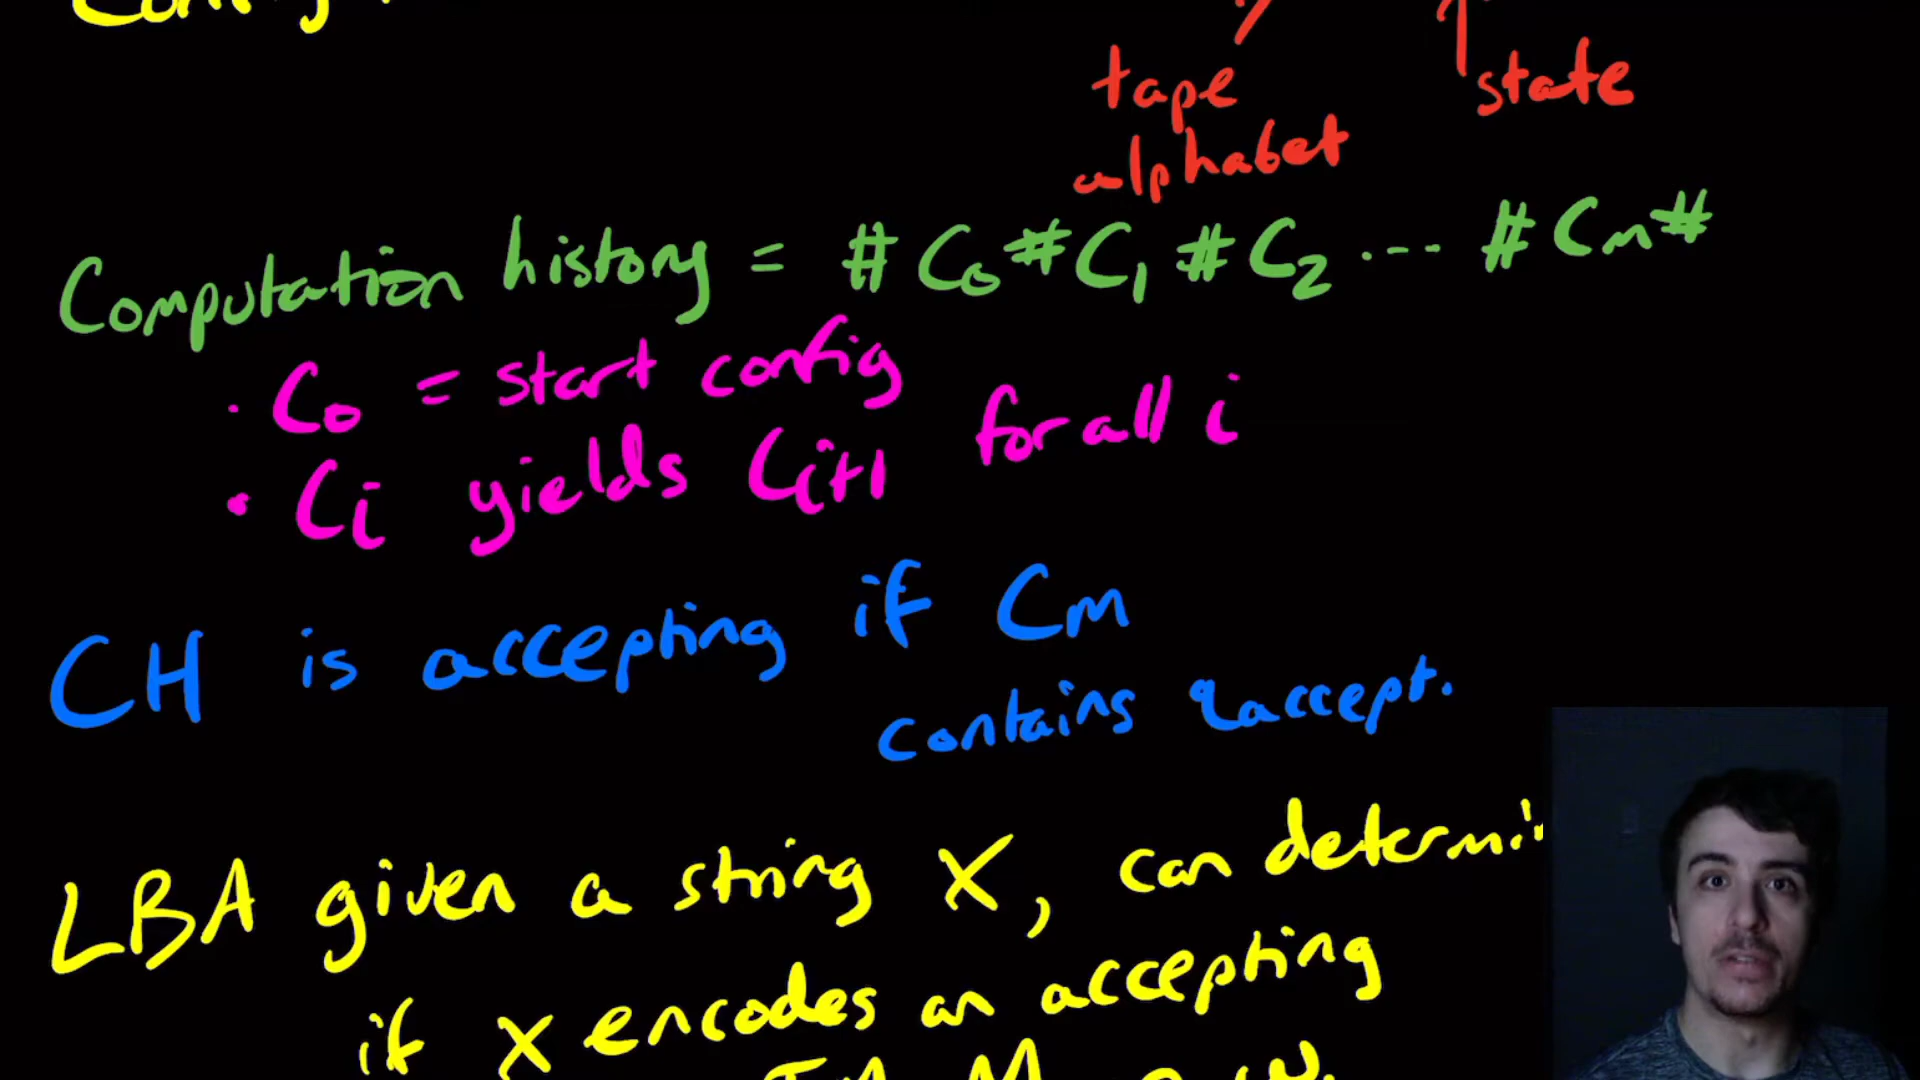 tape state
alphabet
Computation history = # C0 # C1 # C2 ... # Cm #
• C0 = start config
• Ci yields Ci+1 for all i
CH is accepting if Cm
contains qaccept.
LBA given a string X, can
if X encodes an accepting
M w.